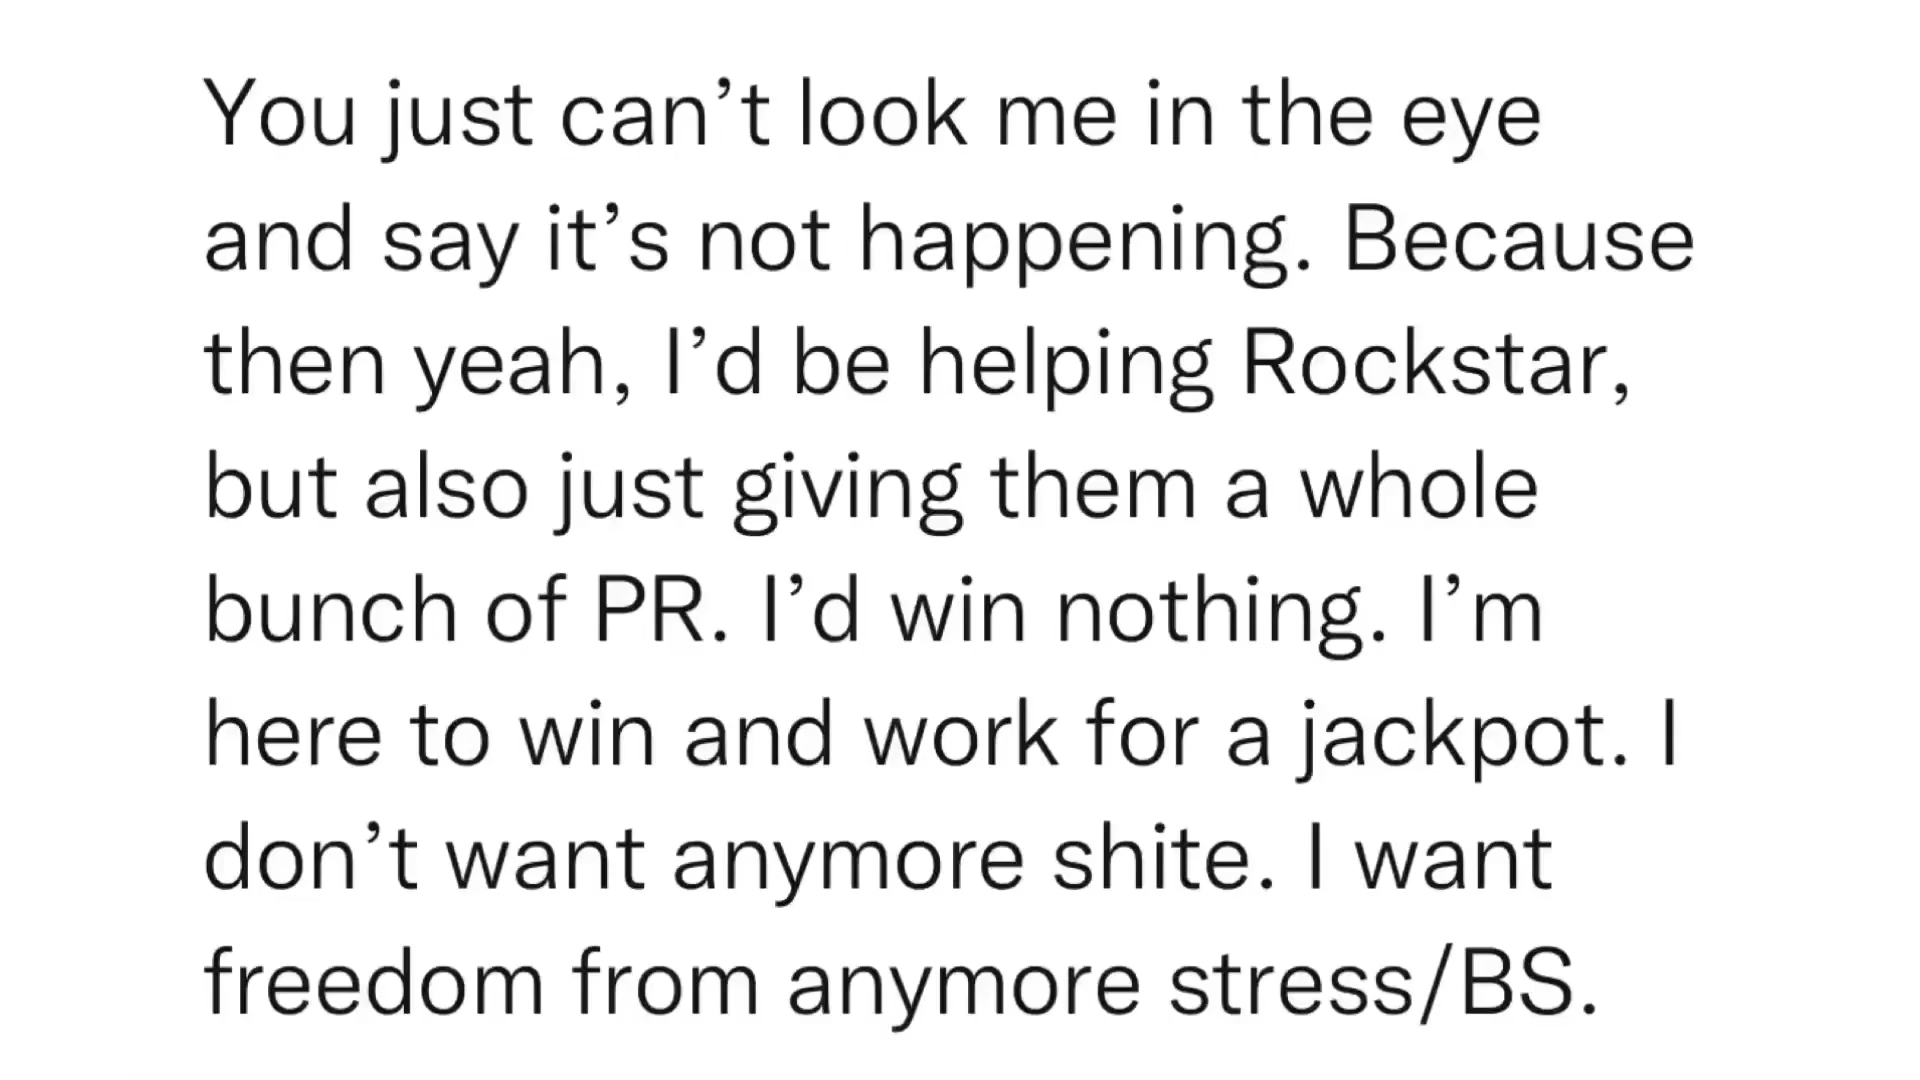 You just can’t look me in the eye
and say it’s not happening. Because
then yeah, I’d be helping Rockstar,
but also just giving them a whole
bunch of PR. I’d win nothing. I’m
here to win and work for a jackpot. I
don’t want anymore shite. I want
freedom from anymore stress/BS.